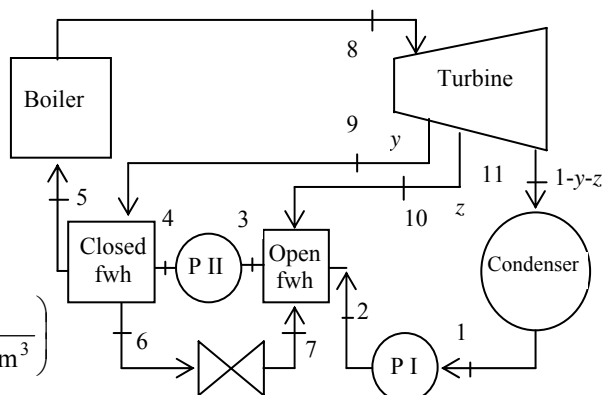 8
Turbine
Boiler
9
y
11
1-y-z
10
z
5
4
3
Closed
fwh
P II
Open
fwh
Condenser
2
1
6
7
P I
m³